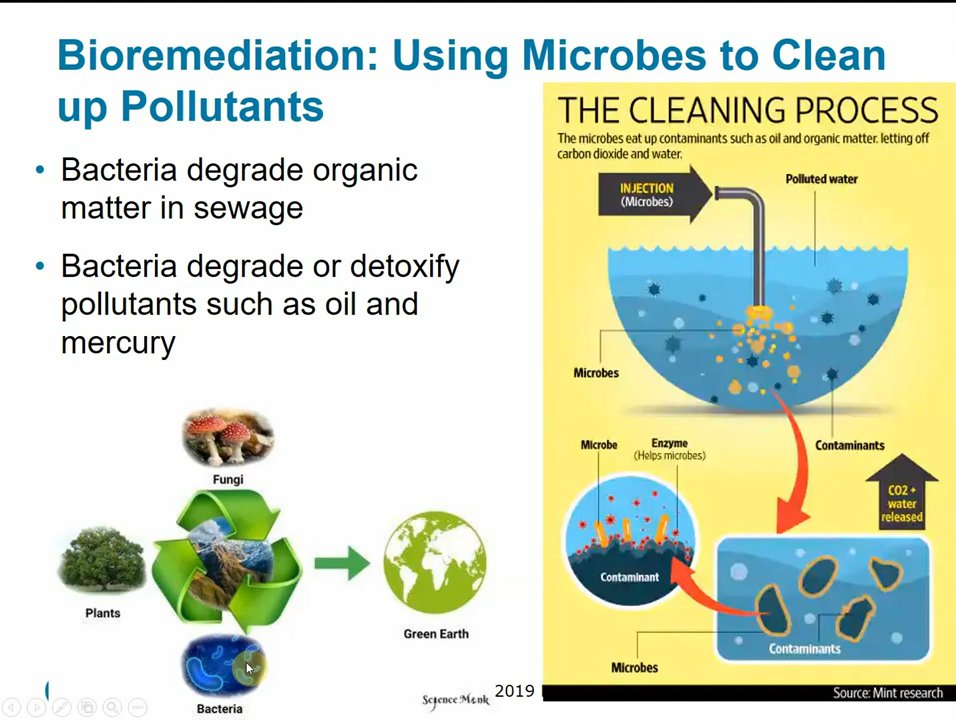 Bioremediation: Using Microbes to Clean
up Pollutants
• Bacteria degrade organic
matter in sewage
• Bacteria degrade or detoxify
pollutants such as oil and
mercury
Fungi
Plants
Green Earth
Bacteria
Science Monk
2019
THE CLEANING PROCESS
The microbes eat up contaminants such as oil and organic matter. letting off
carbon dioxide and water.
INJECTION
(Microbes)
Polluted water
Microbes
Contaminants
Microbe
Enzyme
(Helps microbes)
CO2 +
water
released
Contaminant
Contaminants
Microbes
Source: Mint research